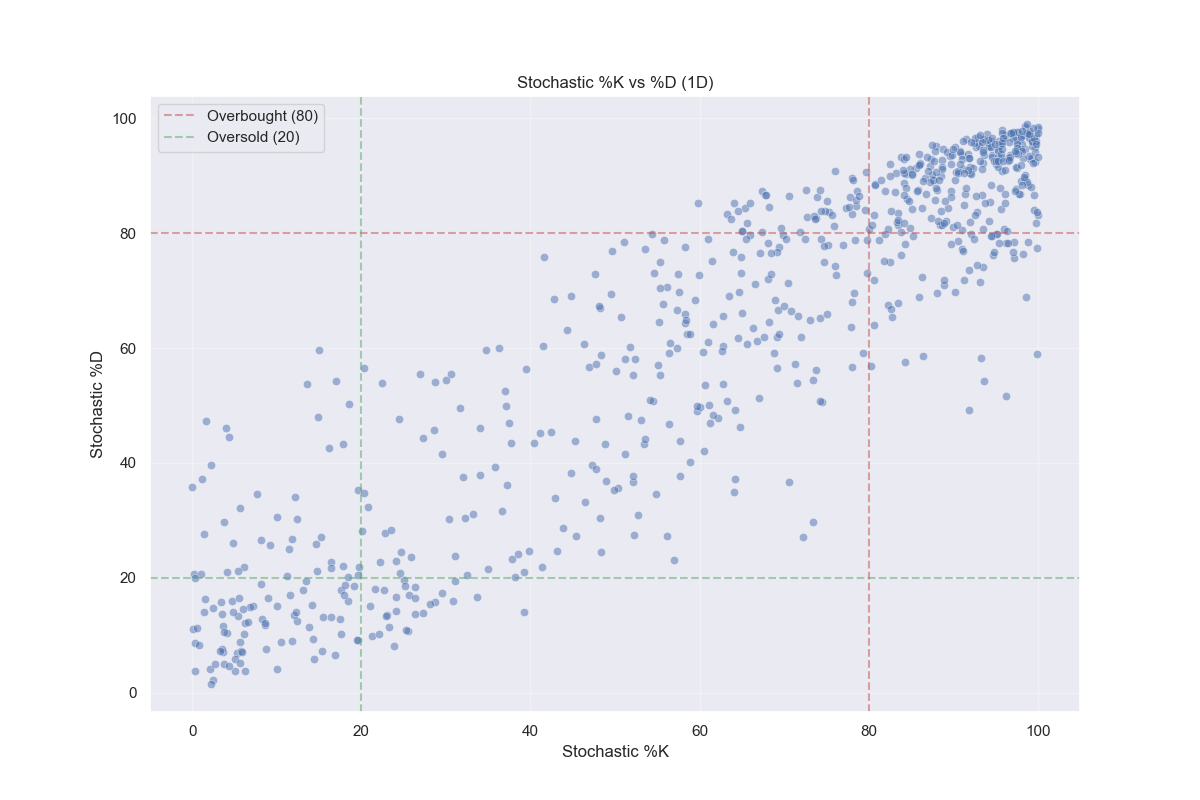 Stochastic %K vs %D (1D)
Overbought (80)
Oversold (20)
Stochastic %D
100
80
60
40
20
0
0 20 40 60 80 100
Stochastic %K